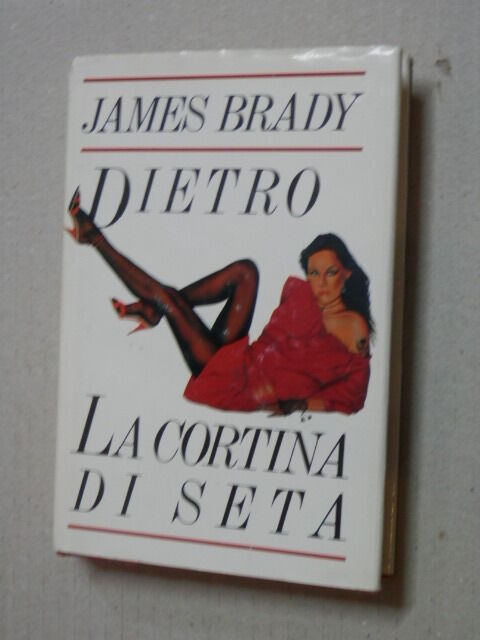 JAMES BRADY
DIETRO
LA CORTINA
DI SETA